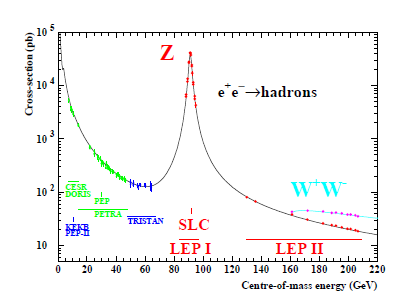 Cross-section (pb)
10 5
10 4
10 3
10 2
10
Z
e+e−→hadrons
W+W-
CESR
DORIS
PEP
PETRA
TRISTAN
KEKB
PEP-II
SLC
LEP I
LEP II
0 20 40 60 80 100 120 140 160 180 200 220
Centre-of-mass energy (GeV)